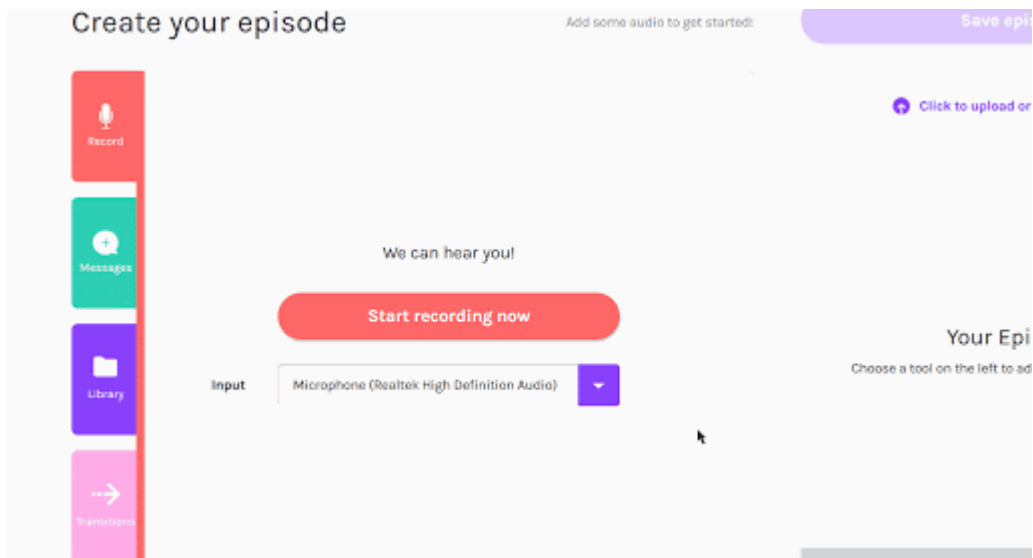 Create your episode
Add some audio to get started!
Save epis
Record
Click to upload or
Messages
We can hear you!
Start recording now
Library
Your Epi
Choose a tool on the left to ad
Input
Microphone (Realtek High Definition Audio)
Transitions